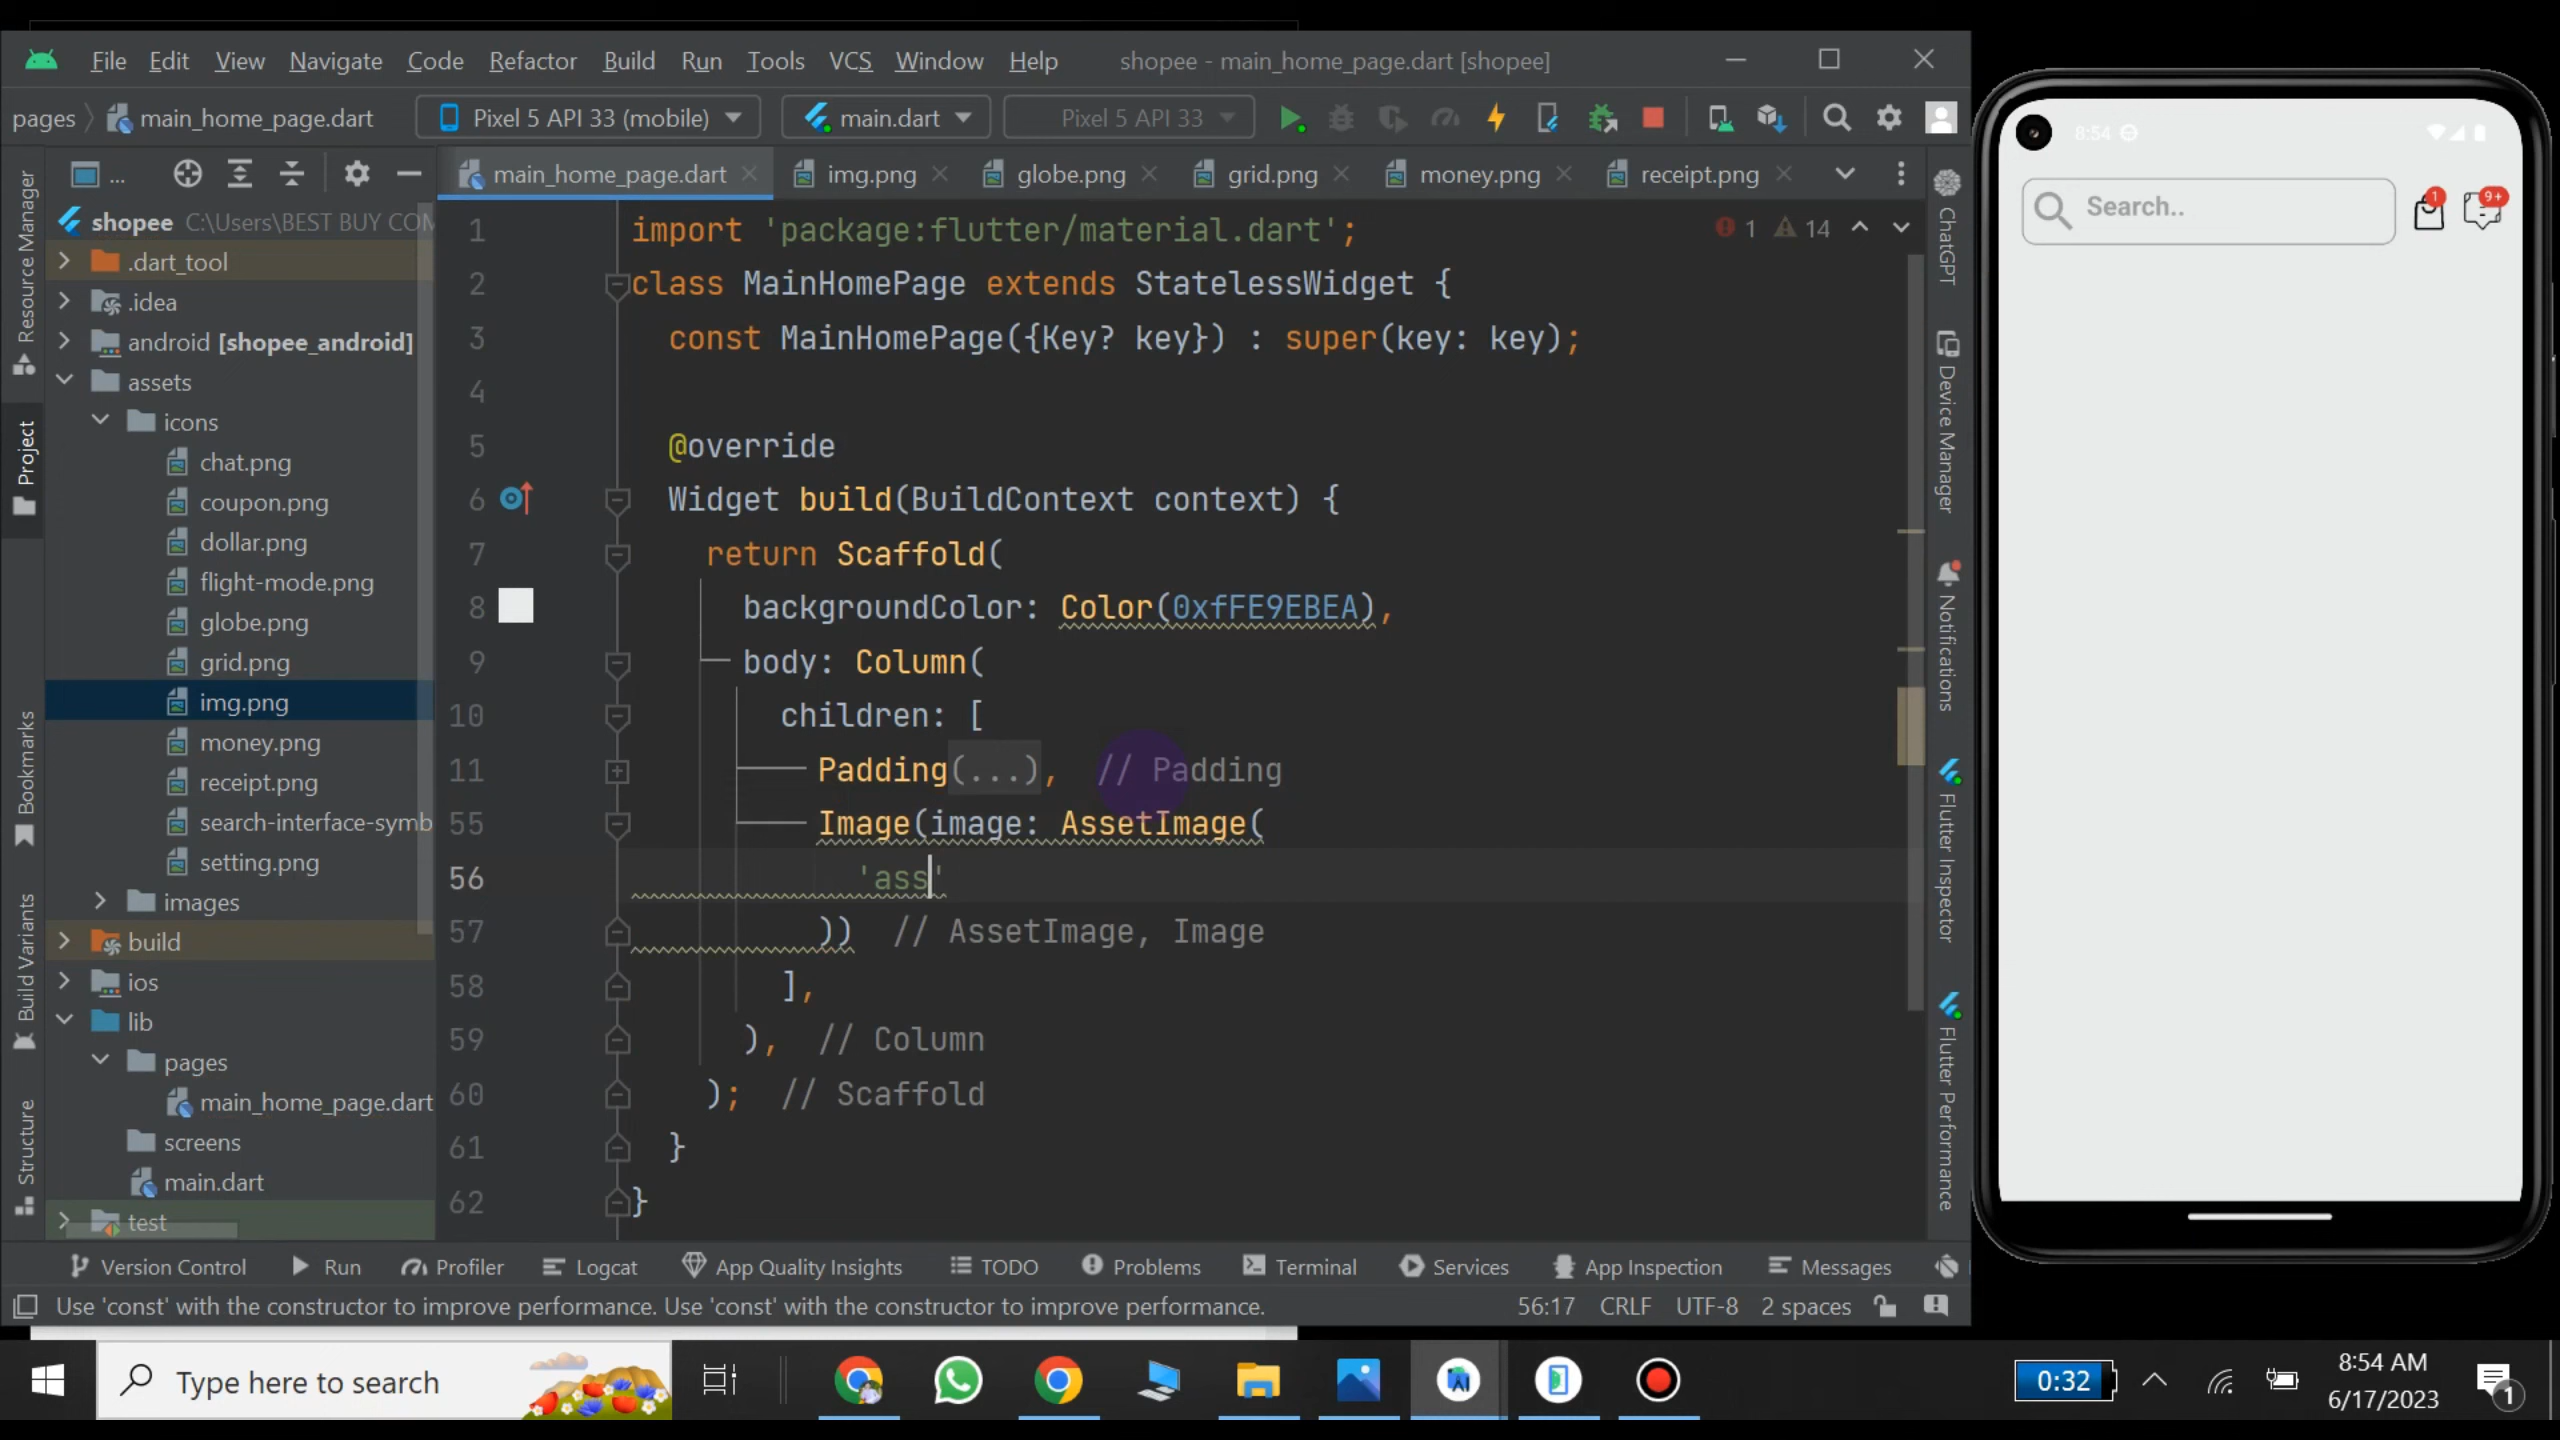 File Edit View Navigate Code Refactor Build Run Tools VCS Window Help shopee - main_home_page.dart [shopee]
pages main_home_page.dart Pixel 5 API 33 (mobile) main.dart Pixel 5 API 33
... main_home_page.dart img.png globe.png grid.png money.png receipt.png
shopee C:\Users\BEST BUY COM
.dart_tool
.idea
android [shopee_android]
assets
icons
chat.png
coupon.png
dollar.png
flight-mode.png
globe.png
grid.png
img.png
money.png
receipt.png
search-interface-symb
setting.png
images
build
ios
lib
pages
main_home_page.dart
screens
main.dart
test
Resource Manager
Project
Bookmarks
Build Variants
Structure
1 import 'package:flutter/material.dart';
2 class MainHomePage extends StatelessWidget {
3 const MainHomePage({Key? key}) : super(key: key);
4
5 @override
6 Widget build(BuildContext context) {
7 return Scaffold(
8 backgroundColor: Color(0xfFE9EBEA),
9 body: Column(
10 children: [
11 Padding(...), // Padding
55 Image(image: AssetImage(
56 'ass'
57 )) // AssetImage, Image
58 ],
59 ), // Column
60 ); // Scaffold
61 }
62 }
1 14
ChatGPT
Device Manager
Notifications
Flutter Inspector
Flutter Performance
8:54
Search..
1
9+
Version Control Run Profiler Logcat App Quality Insights TODO Problems Terminal Services App Inspection Messages
Use 'const' with the constructor to improve performance. Use 'const' with the constructor to improve performance. 56:17 CRLF UTF-8 2 spaces
Type here to search
0:32
8:54 AM
6/17/2023
1